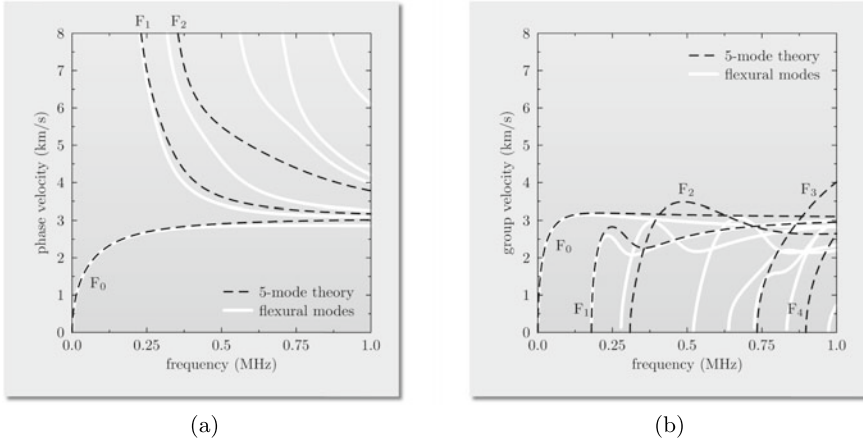 F1 F2
8
7
6
5
4
3
2
1
0
phase velocity (km/s)
F0
5-mode theory
flexural modes
0.0 0.25 0.5 0.75 1.0
frequency (MHz)
(a)
8
7
6
5
4
3
2
1
0
group velocity (km/s)
5-mode theory
flexural modes
F3
F2
F0
F1
F4
0.0 0.25 0.5 0.75 1.0
frequency (MHz)
(b)